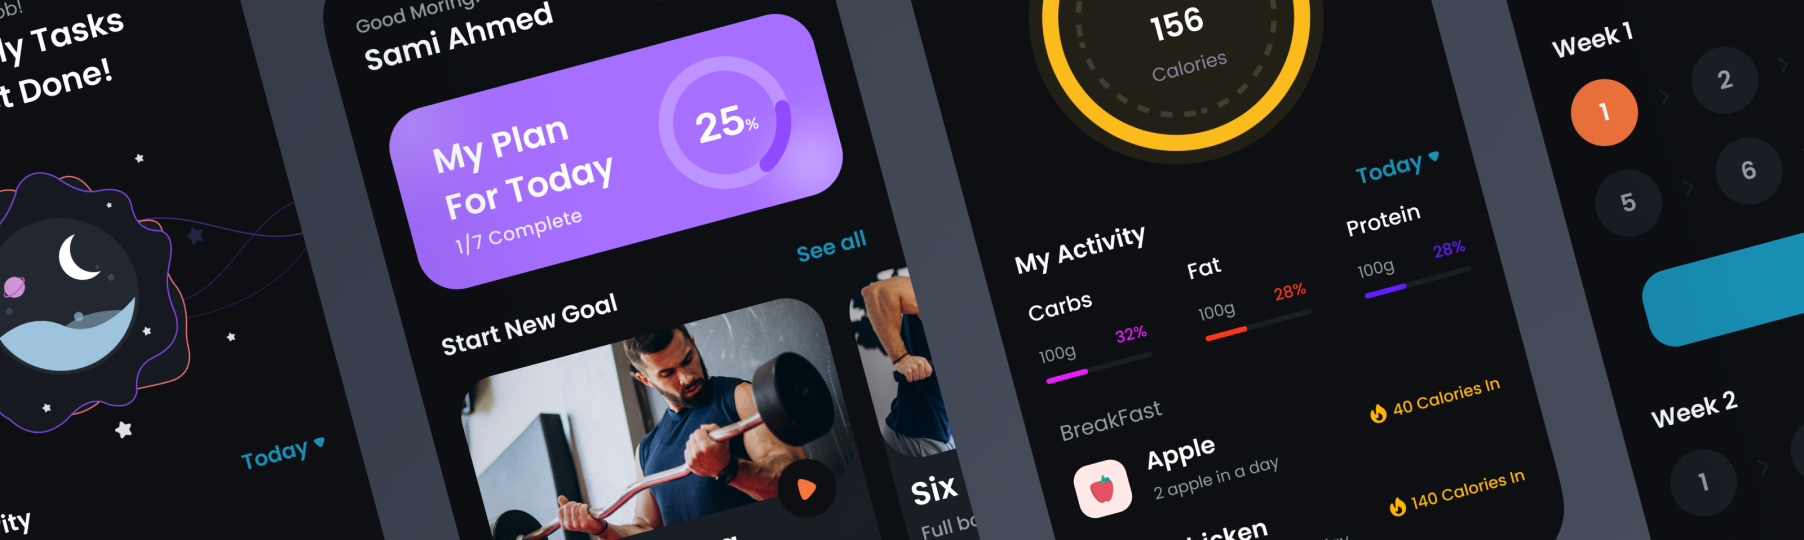 ob!
ly Tasks
t Done!
Today
ity
Good Moring!
Sami Ahmed
My Plan
For Today
1/7 Complete
25%
See all
Start New Goal
Six
Full bo
156
Calories
Today
My Activity
Carbs
100g 32%
Fat
100g 28%
Protein
100g 28%
BreakFast
Apple
2 apple in a day
40 Calories In
hicken
140 Calories In
Week 1
1
2
5
6
Week 2
1